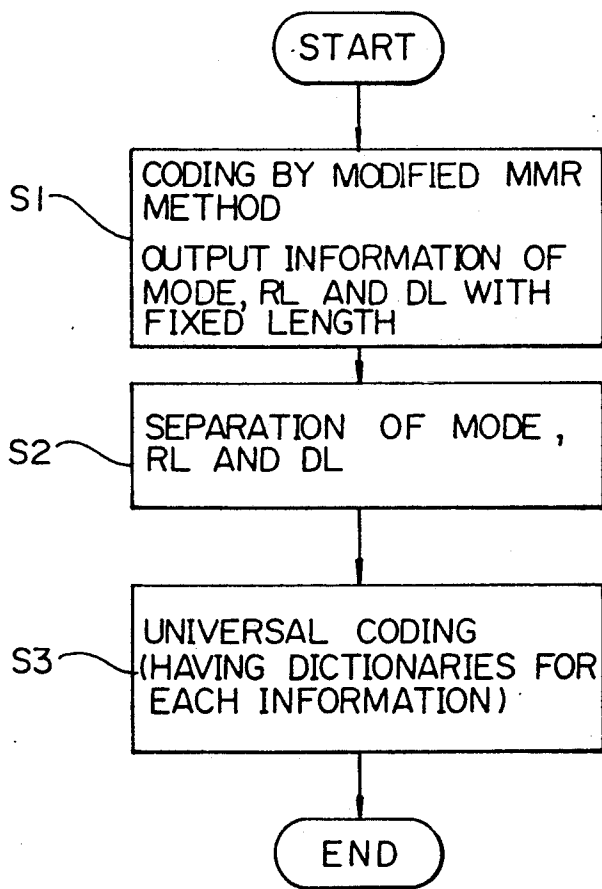 START
S1
CODING BY MODIFIED MMR
METHOD
OUTPUT INFORMATION OF
MODE, RL AND DL WITH
FIXED LENGTH
S2
SEPARATION OF MODE,
RL AND DL
S3
UNIVERSAL CODING
(HAVING DICTIONARIES FOR
EACH INFORMATION)
END